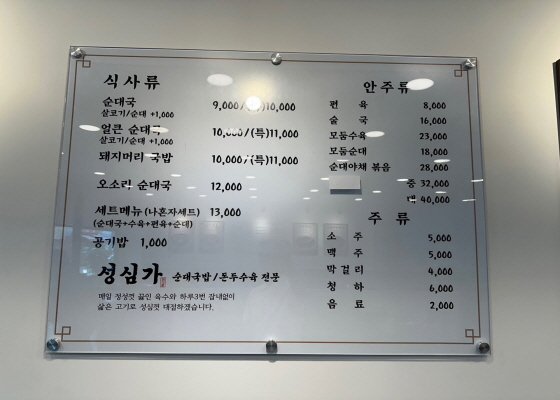 식사류
순대국 9,000/(특)10,000
살코기/순대 +1,000
얼큰 순대국 10,000/(특)11,000
살코기/순대 +1,000
돼지머리 국밥 10,000/(특)11,000
오소리 순대국 12,000
세트메뉴 (나혼자세트) 13,000
(순대국+수육+편육+순대)
공기밥 1,000
성심가 순대국밥/돈두수육 전문
매일 정성껏 끓인 육수와 하루3번 잡내없이
삶은 고기로 성심껏 대접하겠습니다.
안주류
편 육 8,000
술 국 16,000
모둠수육 23,000
모둠순대 18,000
순대야채 볶음 28,000
중 32,000
대 40,000
주 류
소 주 5,000
맥 주 5,000
막 걸 리 4,000
청 하 6,000
음 료 2,000